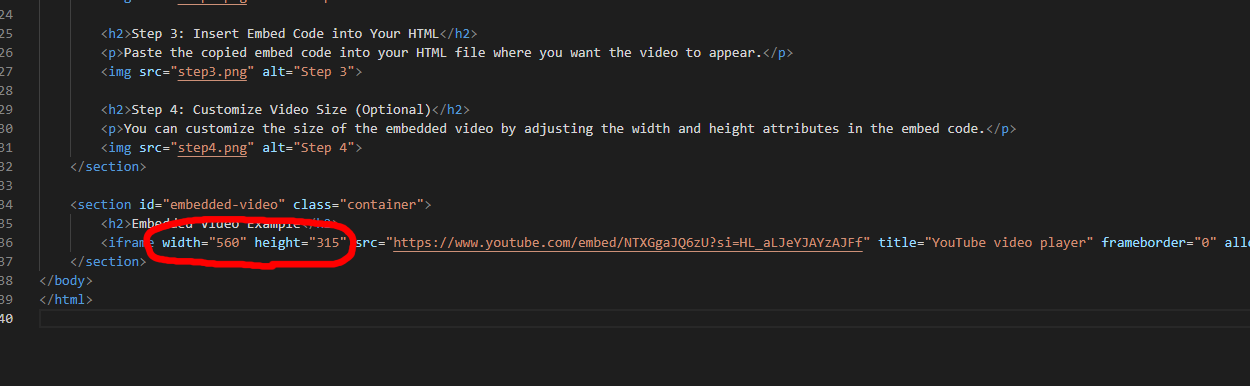 24
25 <h2>Step 3: Insert Embed Code into Your HTML</h2>
26 <p>Paste the copied embed code into your HTML file where you want the video to appear.</p>
27 <img src="step3.png" alt="Step 3">
28
29 <h2>Step 4: Customize Video Size (Optional)</h2>
30 <p>You can customize the size of the embedded video by adjusting the width and height attributes in the embed code.</p>
31 <img src="step4.png" alt="Step 4">
32 </section>
33
34 <section id="embedded-video" class="container">
35 <h2>Embedded Video Example</h2>
36 <iframe width="560" height="315" src="https://www.youtube.com/embed/NTXGgaJQ6zU?si=HL_aLJeYJAYzAJFf" title="YouTube video player" frameborder="0" allo
37 </section>
38 </body>
39 </html>
40